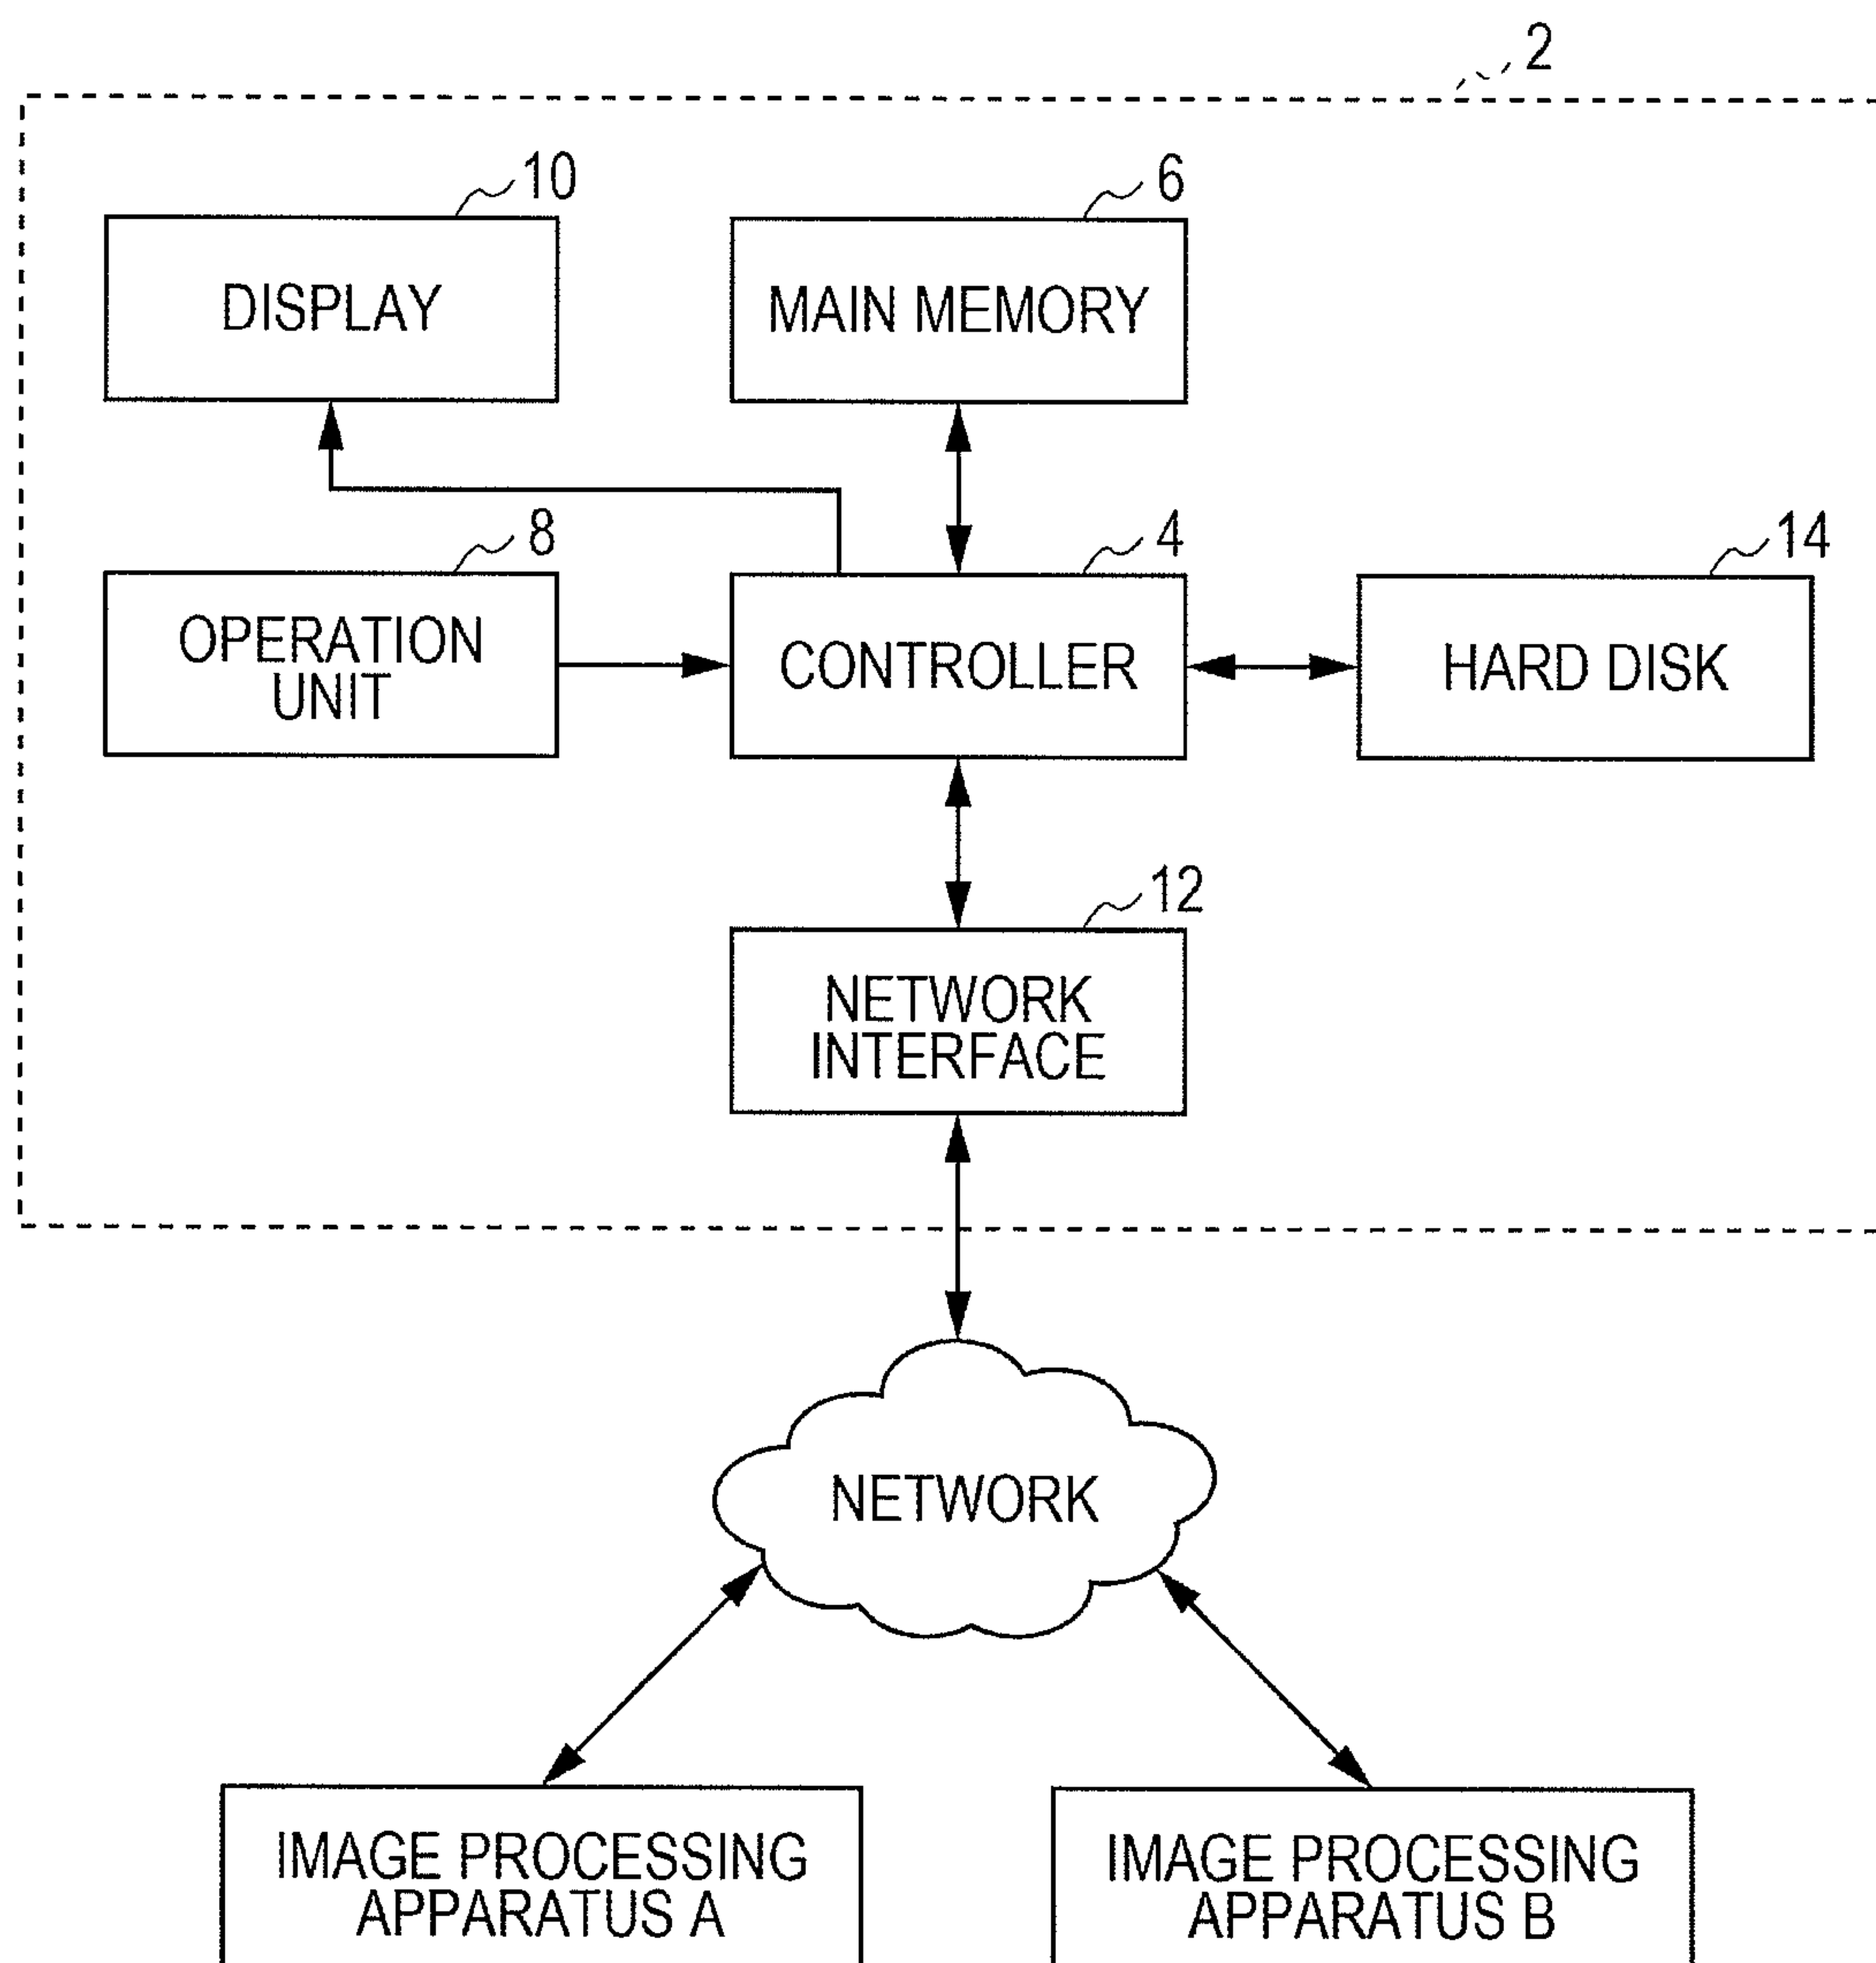 2
10
6
DISPLAY
MAIN MEMORY
8
4
14
OPERATION
UNIT
CONTROLLER
HARD DISK
12
NETWORK
INTERFACE
NETWORK
IMAGE PROCESSING
APPARATUS A
IMAGE PROCESSING
APPARATUS B